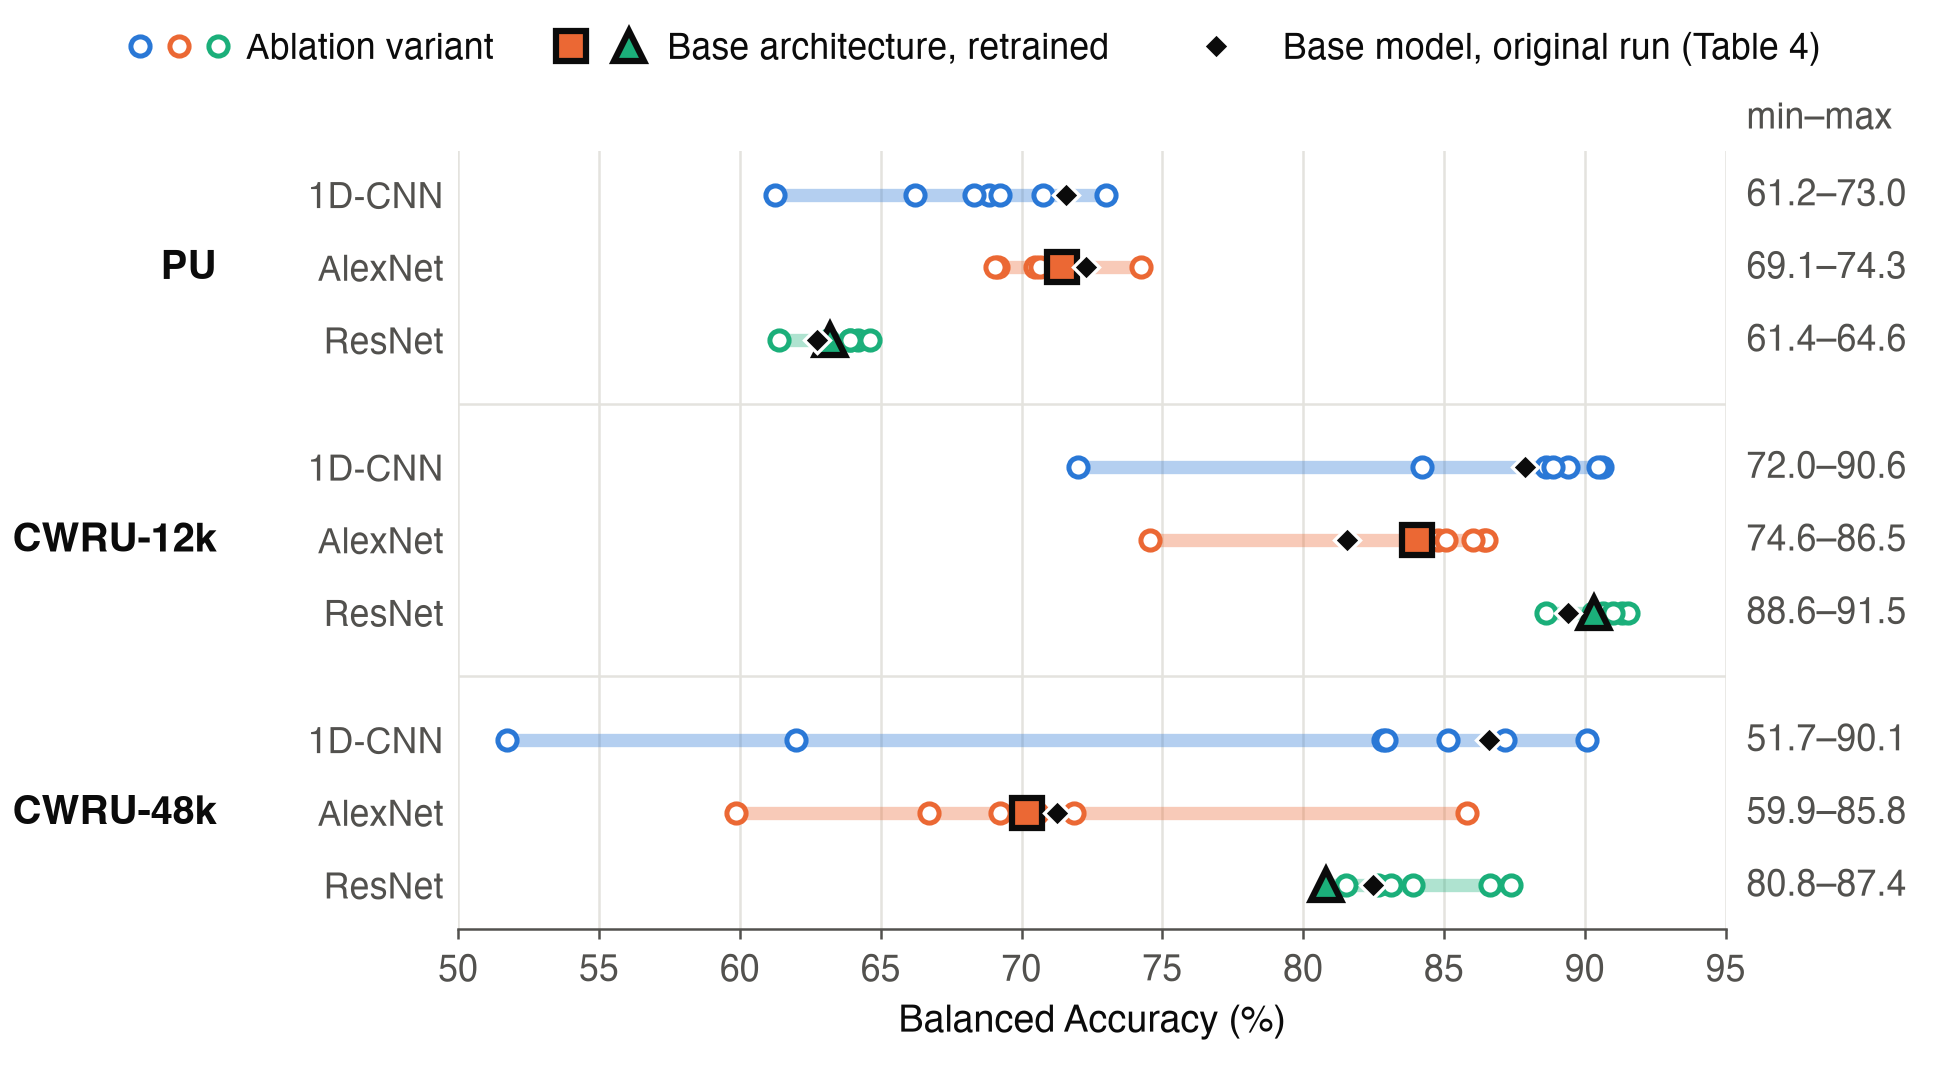 Ablation variant Base architecture, retrained Base model, original run (Table 4)
min–max
1D-CNN 61.2–73.0
PU AlexNet 69.1–74.3
ResNet 61.4–64.6
1D-CNN 72.0–90.6
CWRU-12k AlexNet 74.6–86.5
ResNet 88.6–91.5
1D-CNN 51.7–90.1
CWRU-48k AlexNet 59.9–85.8
ResNet 80.8–87.4
50 55 60 65 70 75 80 85 90 95
Balanced Accuracy (%)